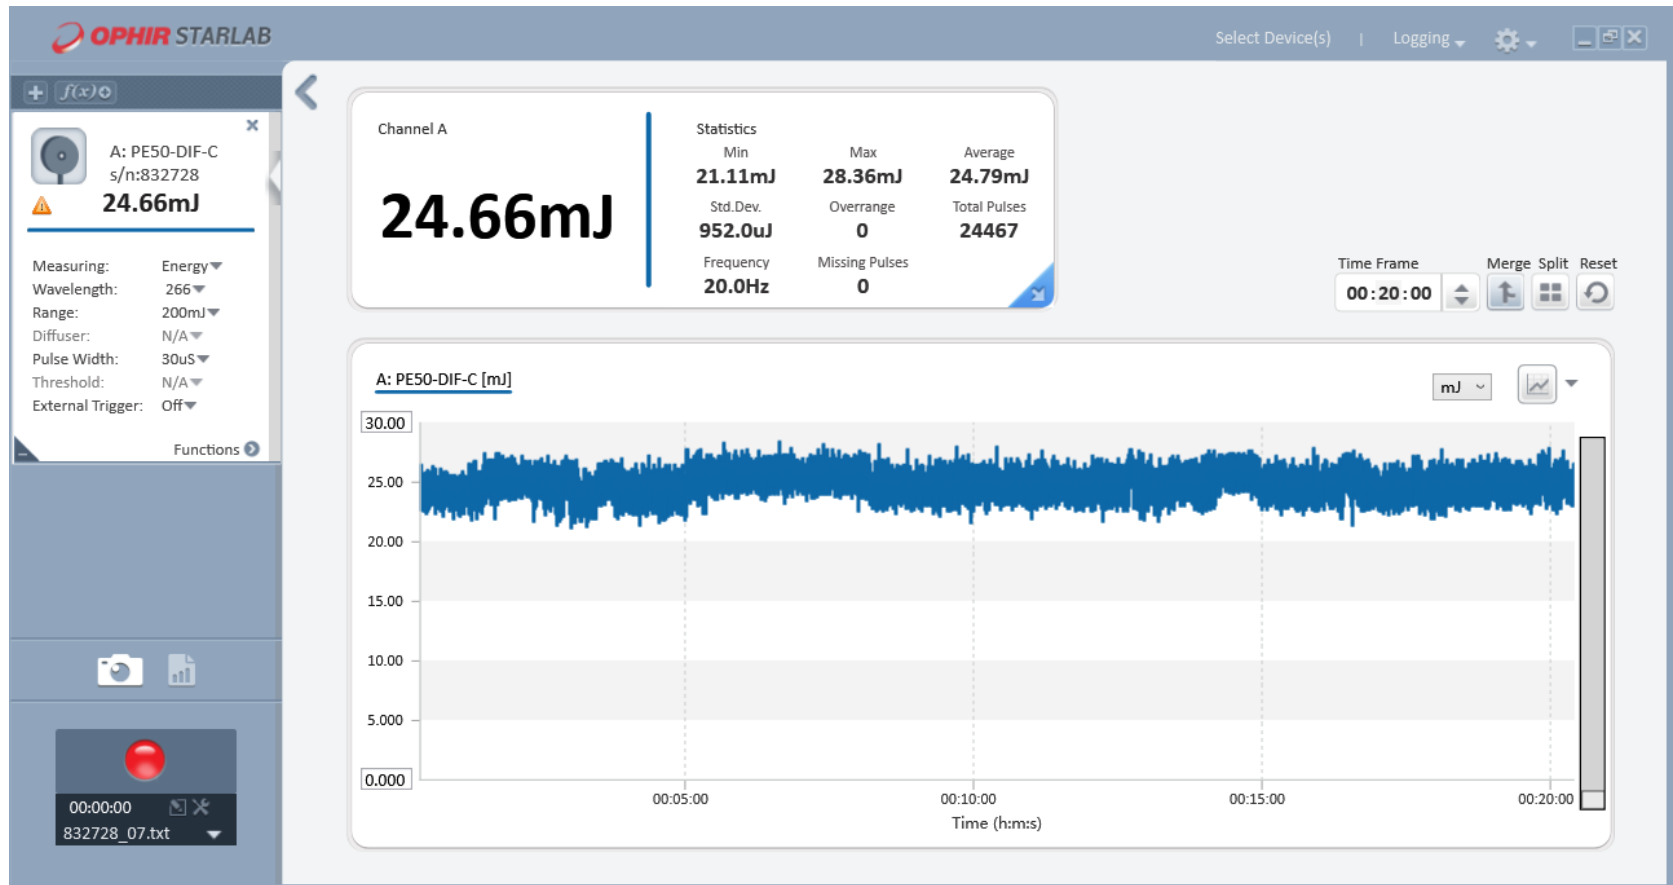 OPHIR STARLAB
Select Device(s) | Logging
f(x)
A: PE50-DIF-C
s/n:832728
24.66mJ
Measuring: Energy
Wavelength: 266
Range: 200mJ
Diffuser: N/A
Pulse Width: 30uS
Threshold: N/A
External Trigger: Off
Functions
00:00:00
832728_07.txt
Channel A
24.66mJ
Statistics
Min Max Average
21.11mJ 28.36mJ 24.79mJ
Std.Dev. Overrange Total Pulses
952.0uJ 0 24467
Frequency Missing Pulses
20.0Hz 0
Time Frame Merge Split Reset
00:20:00
A: PE50-DIF-C [mJ]
mJ
30.00
25.00
20.00
15.00
10.00
5.000
0.000
00:05:00 00:10:00 00:15:00 00:20:00
Time (h:m:s)